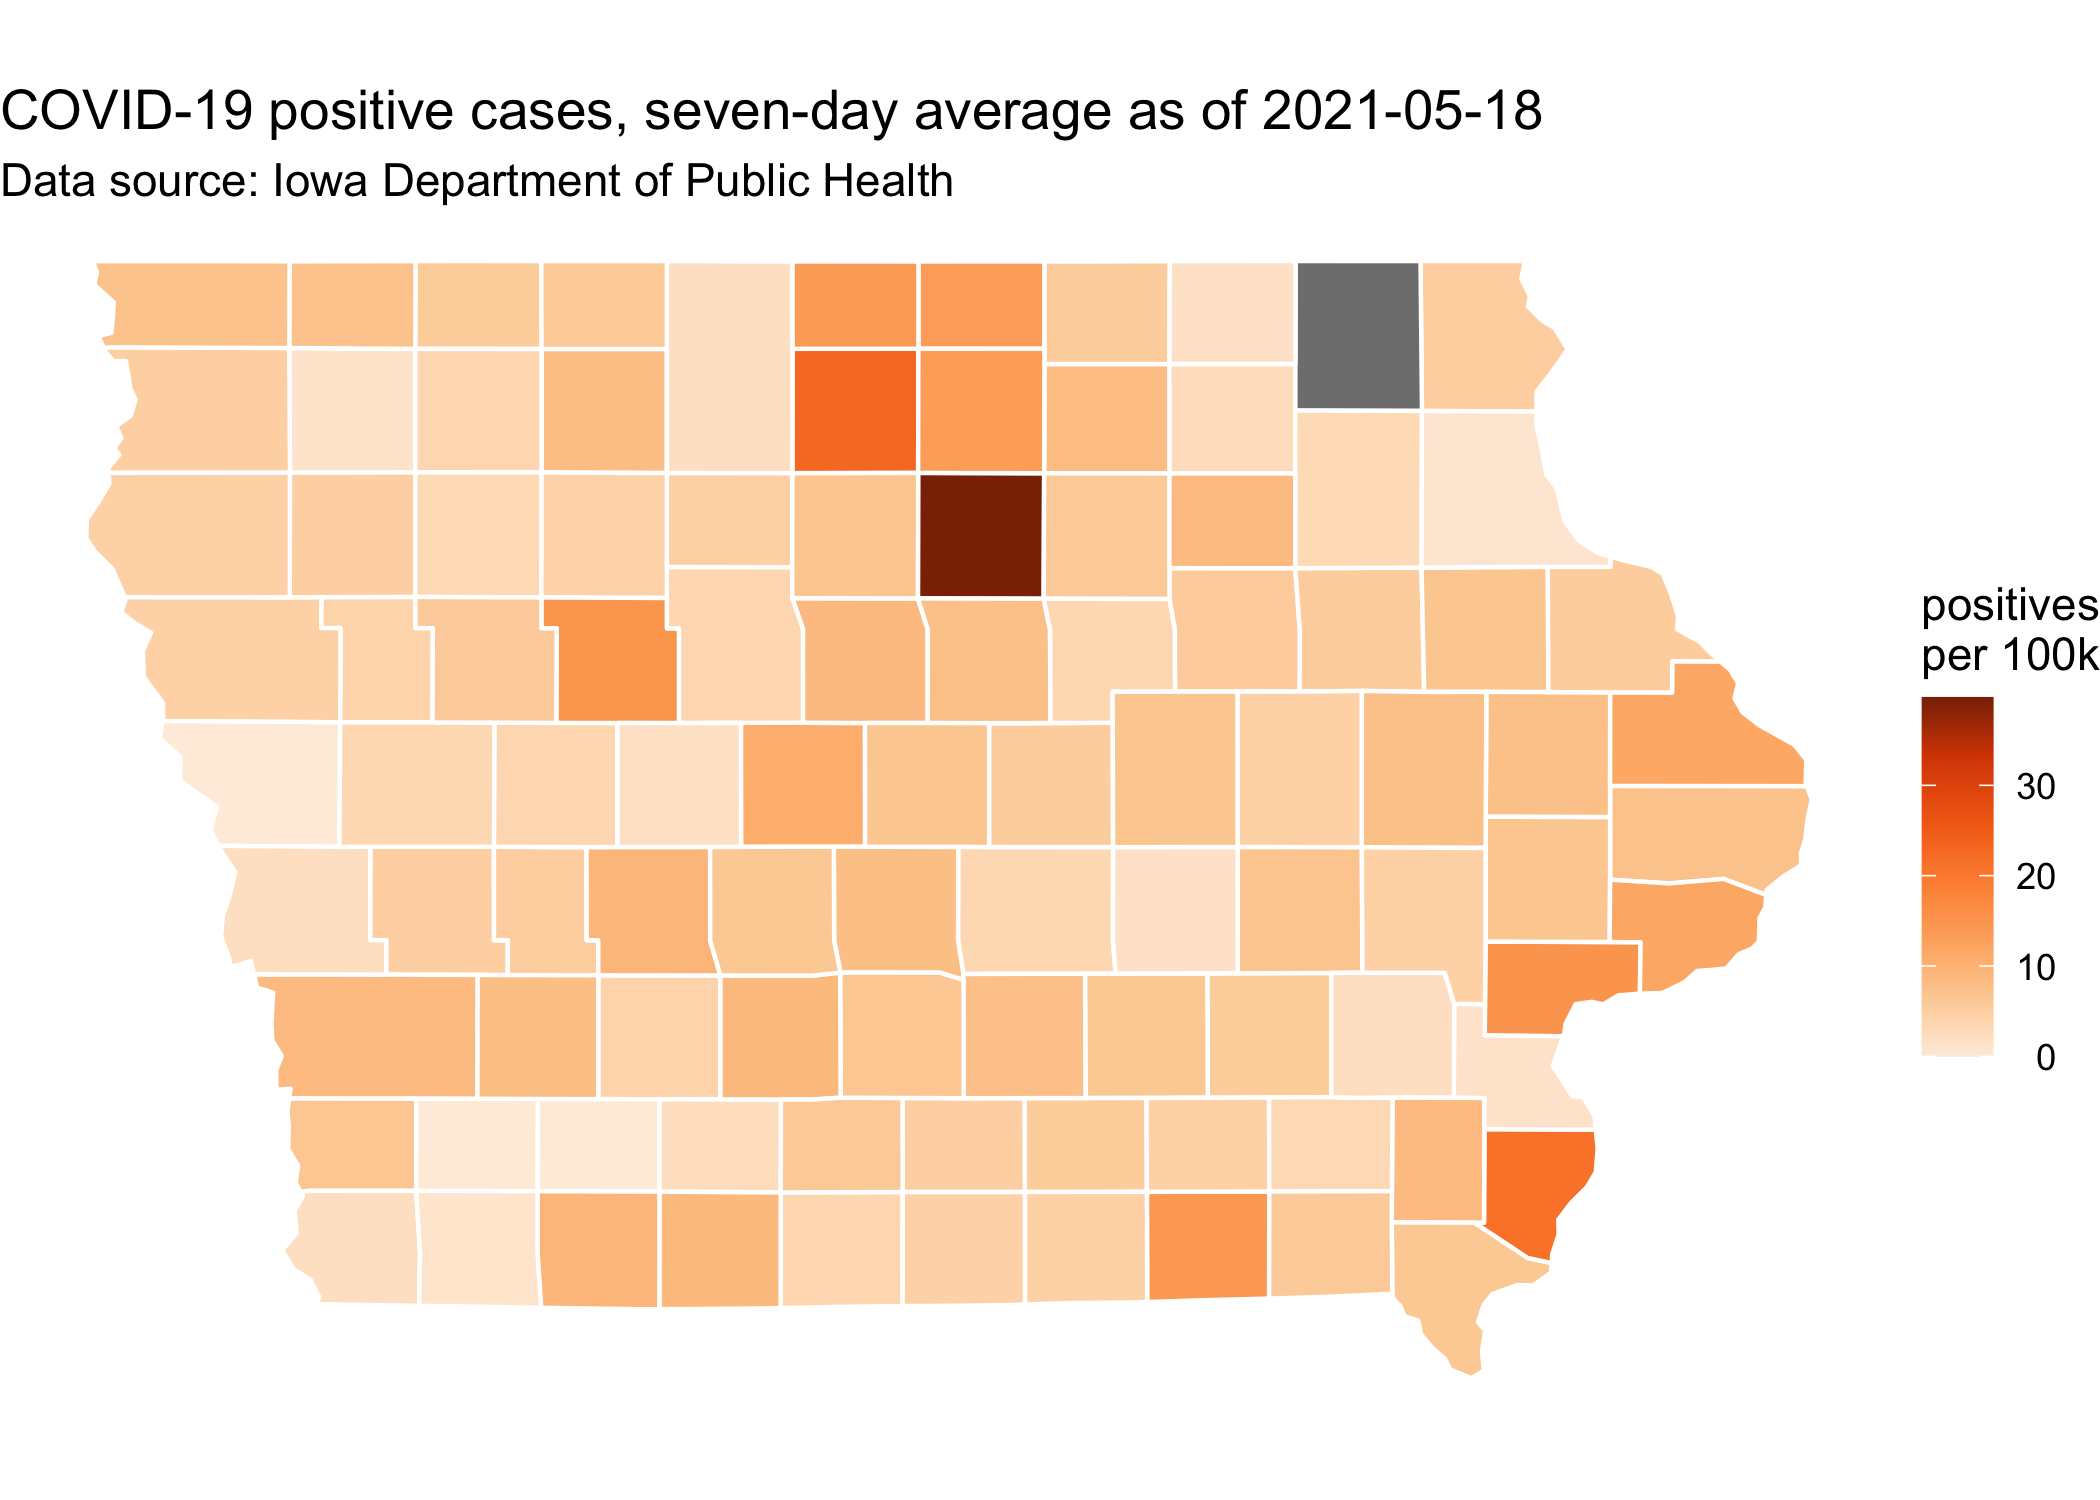 COVID-19 positive cases, seven-day average as of 2021-05-18
Data source: Iowa Department of Public Health
positives
per 100k
30
20
10
0